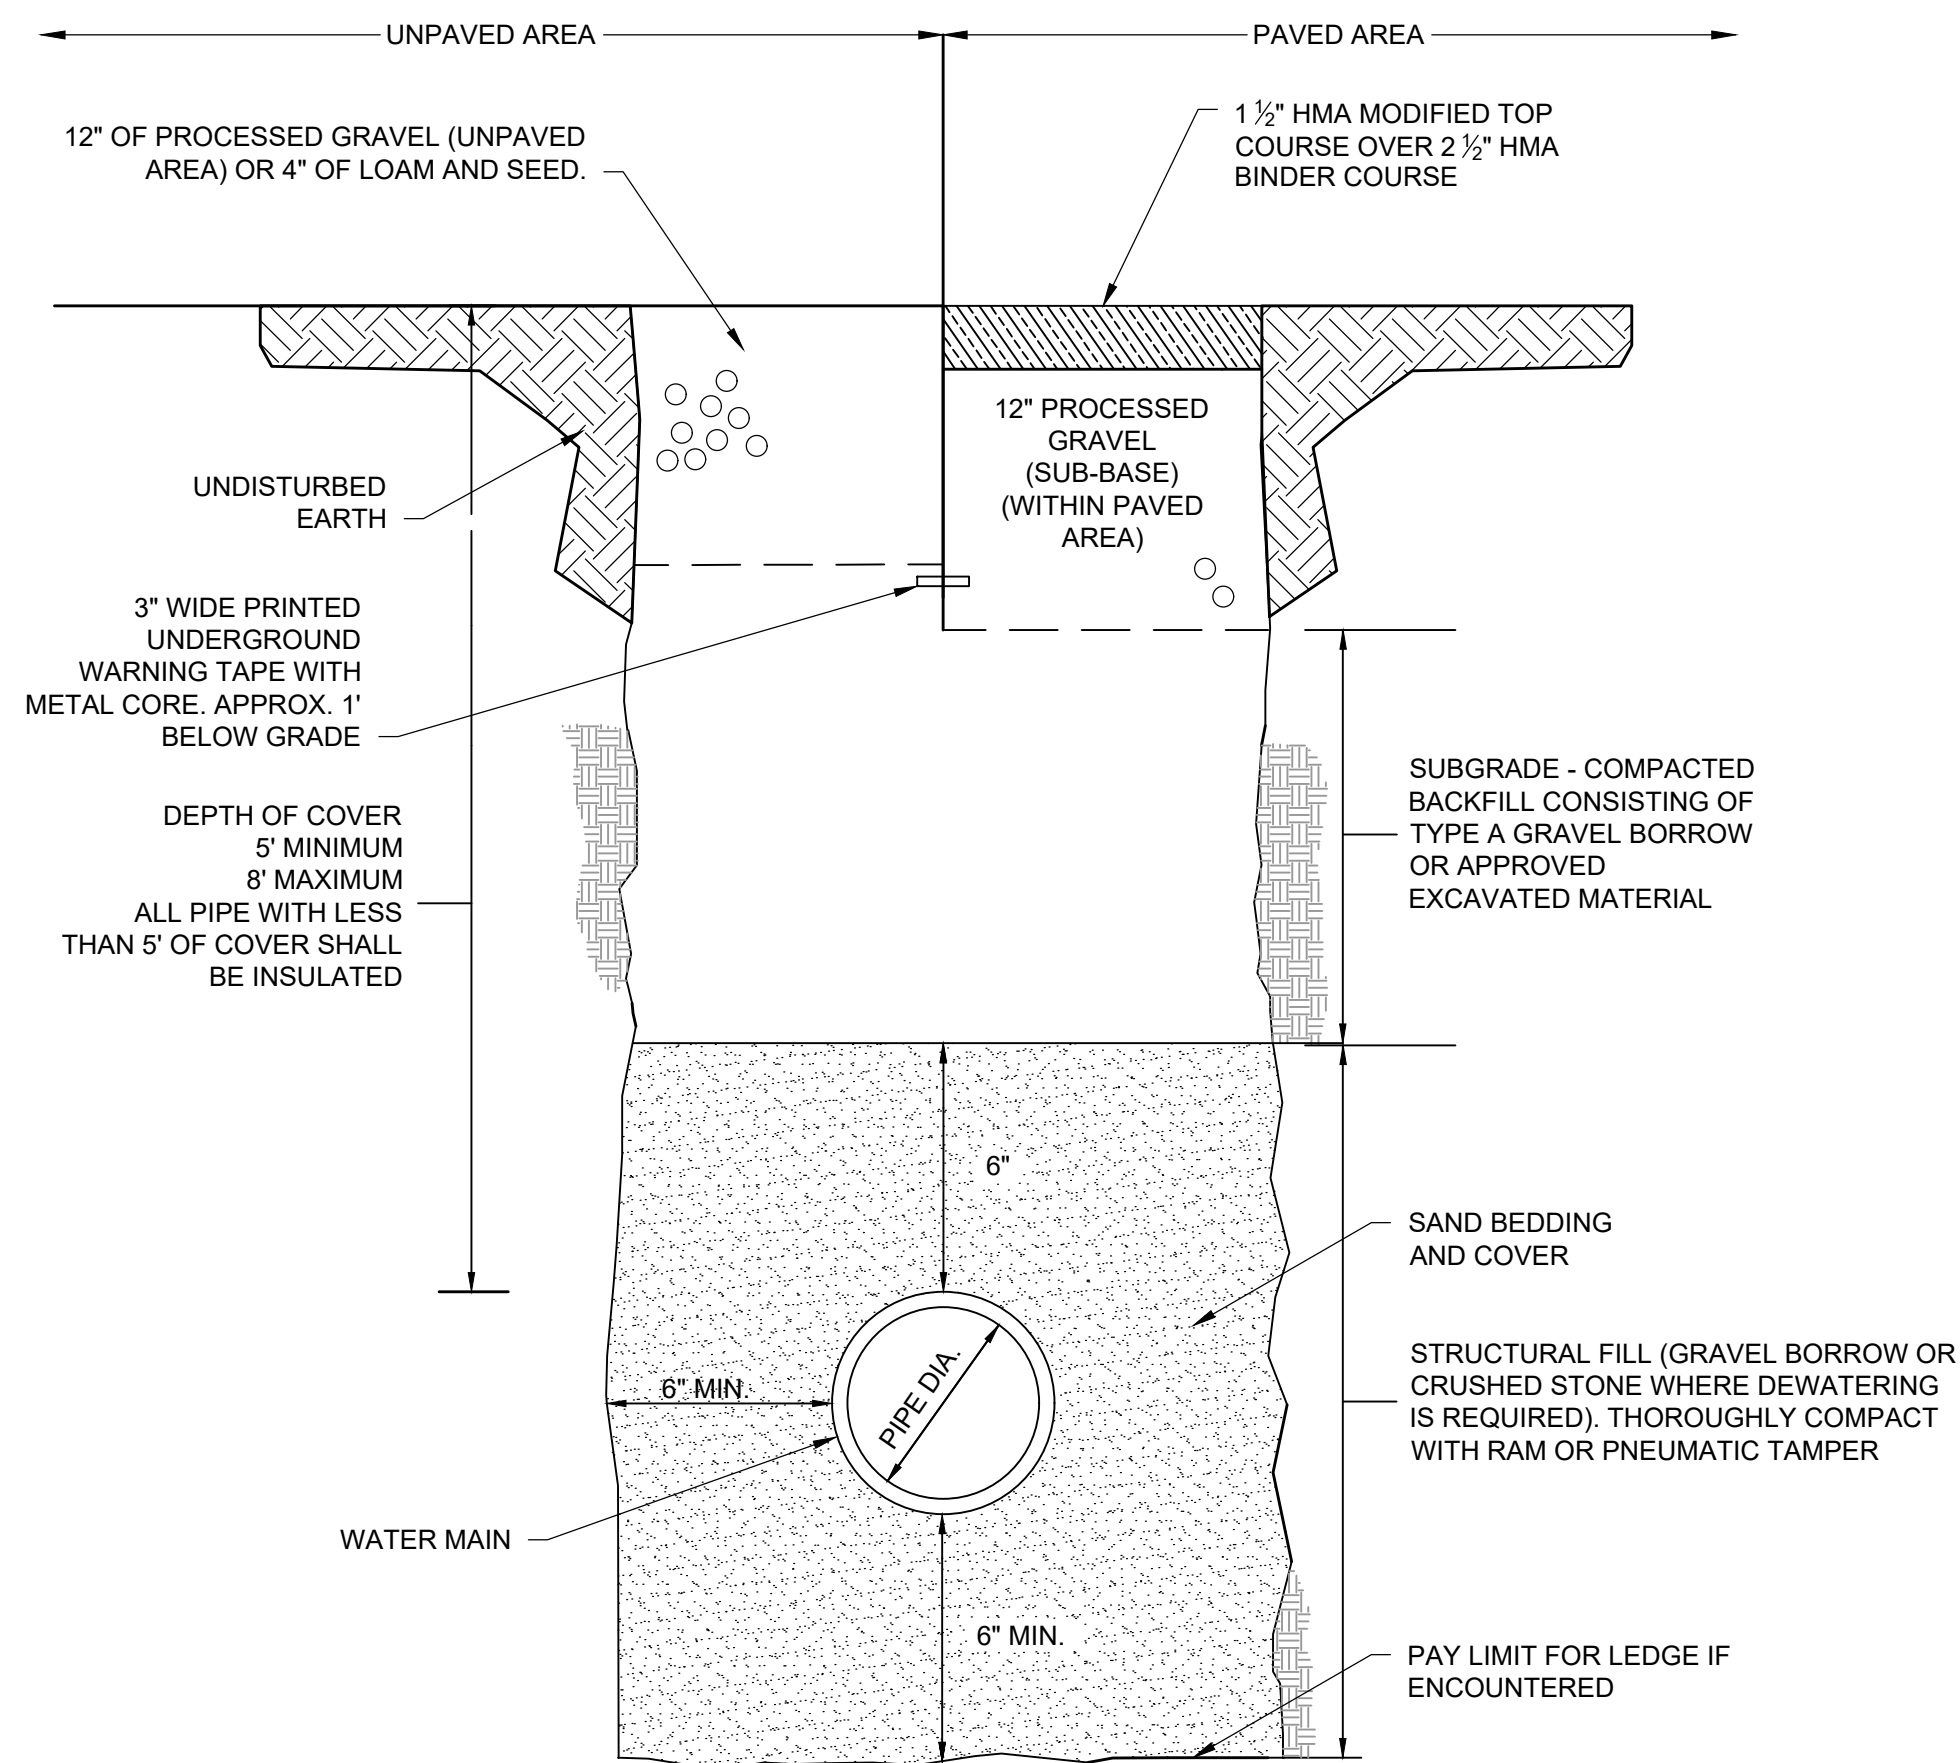 UNPAVED AREA
PAVED AREA
12" OF PROCESSED GRAVEL (UNPAVED
AREA) OR 4" OF LOAM AND SEED.
1 ½" HMA MODIFIED TOP
COURSE OVER 2 ½" HMA
BINDER COURSE
12" PROCESSED
GRAVEL
(SUB-BASE)
(WITHIN PAVED
AREA)
UNDISTURBED
EARTH
3" WIDE PRINTED
UNDERGROUND
WARNING TAPE WITH
METAL CORE. APPROX. 1'
BELOW GRADE
DEPTH OF COVER
5' MINIMUM
8' MAXIMUM
ALL PIPE WITH LESS
THAN 5' OF COVER SHALL
BE INSULATED
SUBGRADE - COMPACTED
BACKFILL CONSISTING OF
TYPE A GRAVEL BORROW
OR APPROVED
EXCAVATED MATERIAL
6"
SAND BEDDING
AND COVER
6" MIN.
PIPE DIA.
STRUCTURAL FILL (GRAVEL BORROW OR
CRUSHED STONE WHERE DEWATERING
IS REQUIRED). THOROUGHLY COMPACT
WITH RAM OR PNEUMATIC TAMPER
WATER MAIN
6" MIN.
PAY LIMIT FOR LEDGE IF
ENCOUNTERED